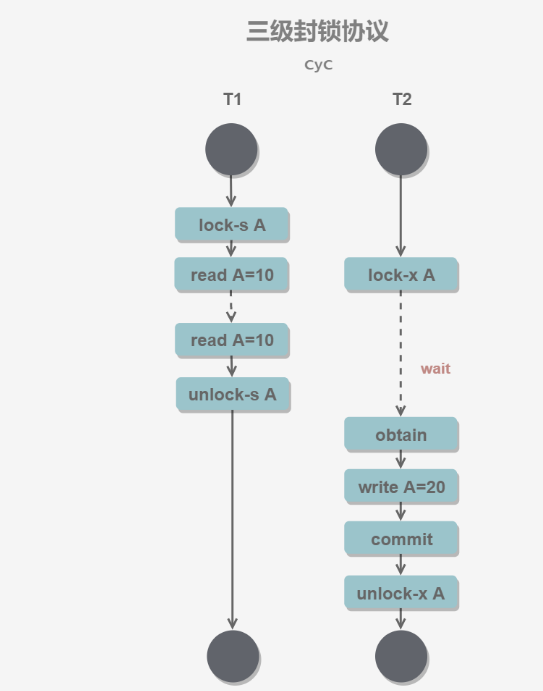 三级封锁协议
CyC
T1
T2
lock-s A
read A=10
lock-x A
read A=10
wait
unlock-s A
obtain
write A=20
commit
unlock-x A